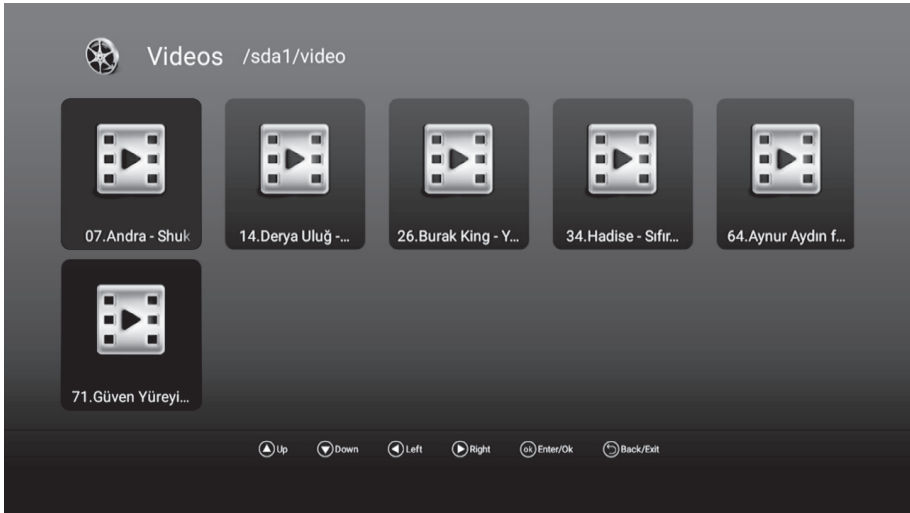 Videos /sda1/video
07.Andra - Shuk
14.Derya Uluğ -...
26.Burak King - Y...
34.Hadise - Sıfır...
64.Aynur Aydın f...
71.Güven Yüreyi...
Up Down Left Right ok Enter/Ok Back/Exit